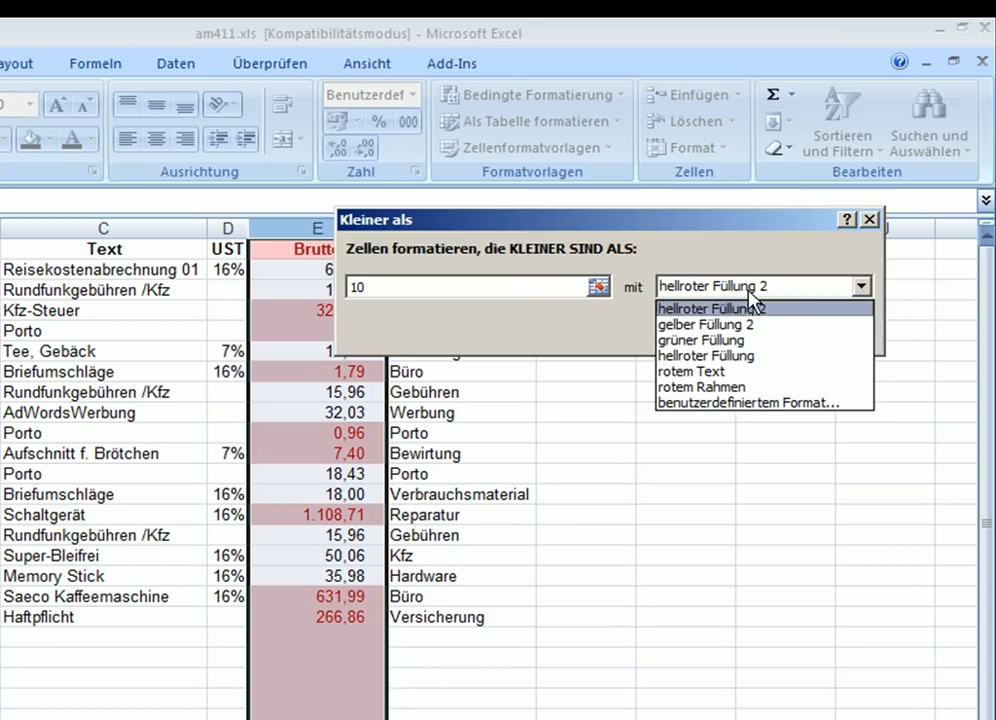 am411.xls [Kompatibilitätsmodus] - Microsoft Excel
ayout Formeln Daten Überprüfen Ansicht Add-Ins
Benutzerdef Bedingte Formatierung Einfügen Σ
% 000 Als Tabelle formatieren Löschen
Sortieren und Filtern
Suchen und Auswählen
Zellenformatvorlagen Format
Ausrichtung Zahl Formatvorlagen Zellen Bearbeiten
Kleiner als
Zellen formatieren, die KLEINER SIND ALS:
10 mit hellroter Füllung 2
hellroter Füllung 2
gelber Füllung 2
grüner Füllung
hellroter Füllung
rotem Text
rotem Rahmen
benutzerdefiniertem Format...
C D E
Text UST Brutto
Reisekostenabrechnung 01 16% 6
Rundfunkgebühren /Kfz 1
Kfz-Steuer 32
Porto
Tee, Gebäck 7% 1
Briefumschläge 16% 1,79 Büro
Rundfunkgebühren /Kfz 15,96 Gebühren
AdWordsWerbung 32,03 Werbung
Porto 0,96 Porto
Aufschnitt f. Brötchen 7% 7,40 Bewirtung
Porto 18,43 Porto
Briefumschläge 16% 18,00 Verbrauchsmaterial
Schaltgerät 16% 1.108,71 Reparatur
Rundfunkgebühren /Kfz 15,96 Gebühren
Super-Bleifrei 16% 50,06 Kfz
Memory Stick 16% 35,98 Hardware
Saeco Kaffeemaschine 16% 631,99 Büro
Haftpflicht 266,86 Versicherung